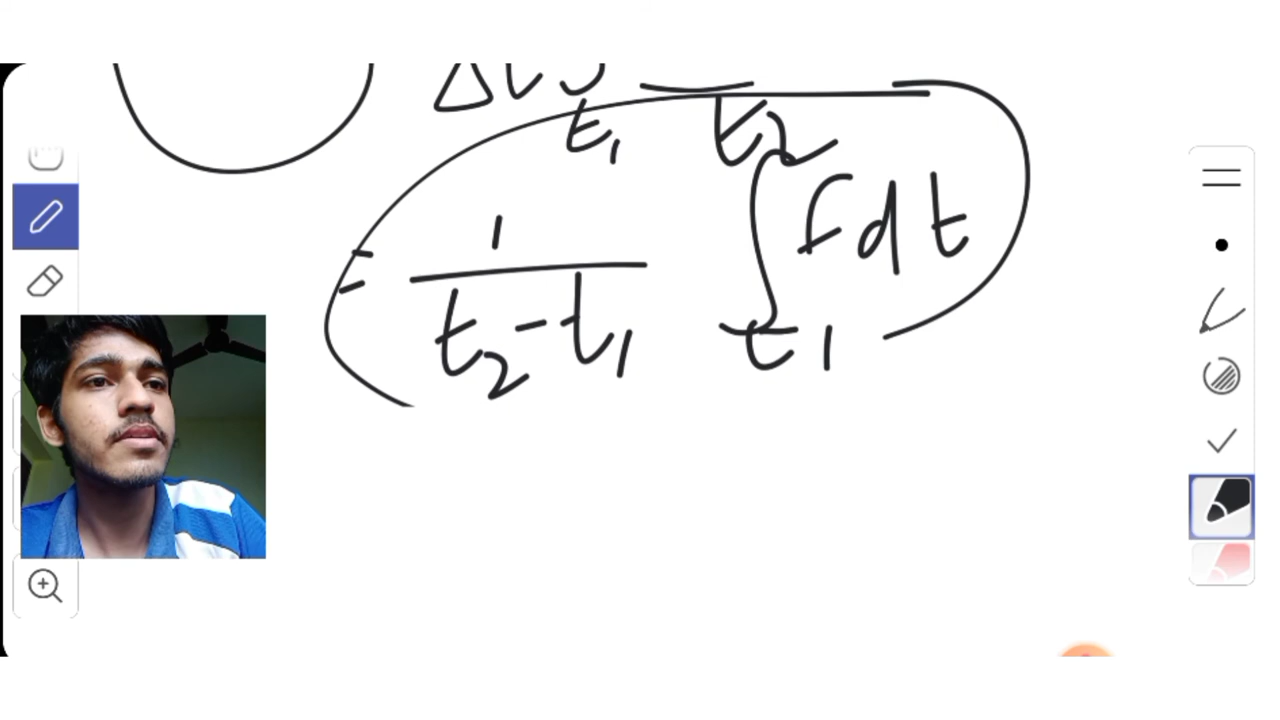 t₁ t₂
= 1/(t₂-t₁) ∫ f dt
t₁